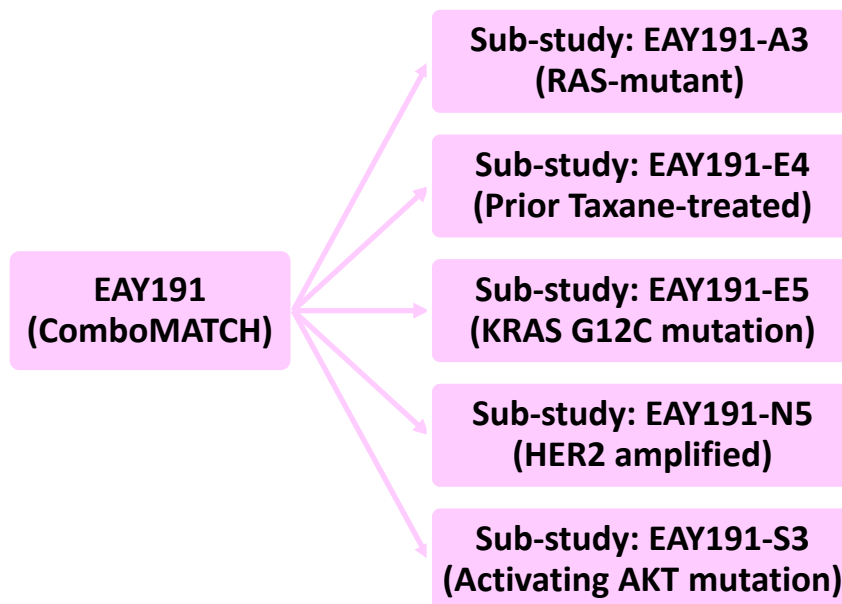 EAY191
(ComboMATCH)
Sub-study: EAY191-A3
(RAS-mutant)
Sub-study: EAY191-E4
(Prior Taxane-treated)
Sub-study: EAY191-E5
(KRAS G12C mutation)
Sub-study: EAY191-N5
(HER2 amplified)
Sub-study: EAY191-S3
(Activating AKT mutation)